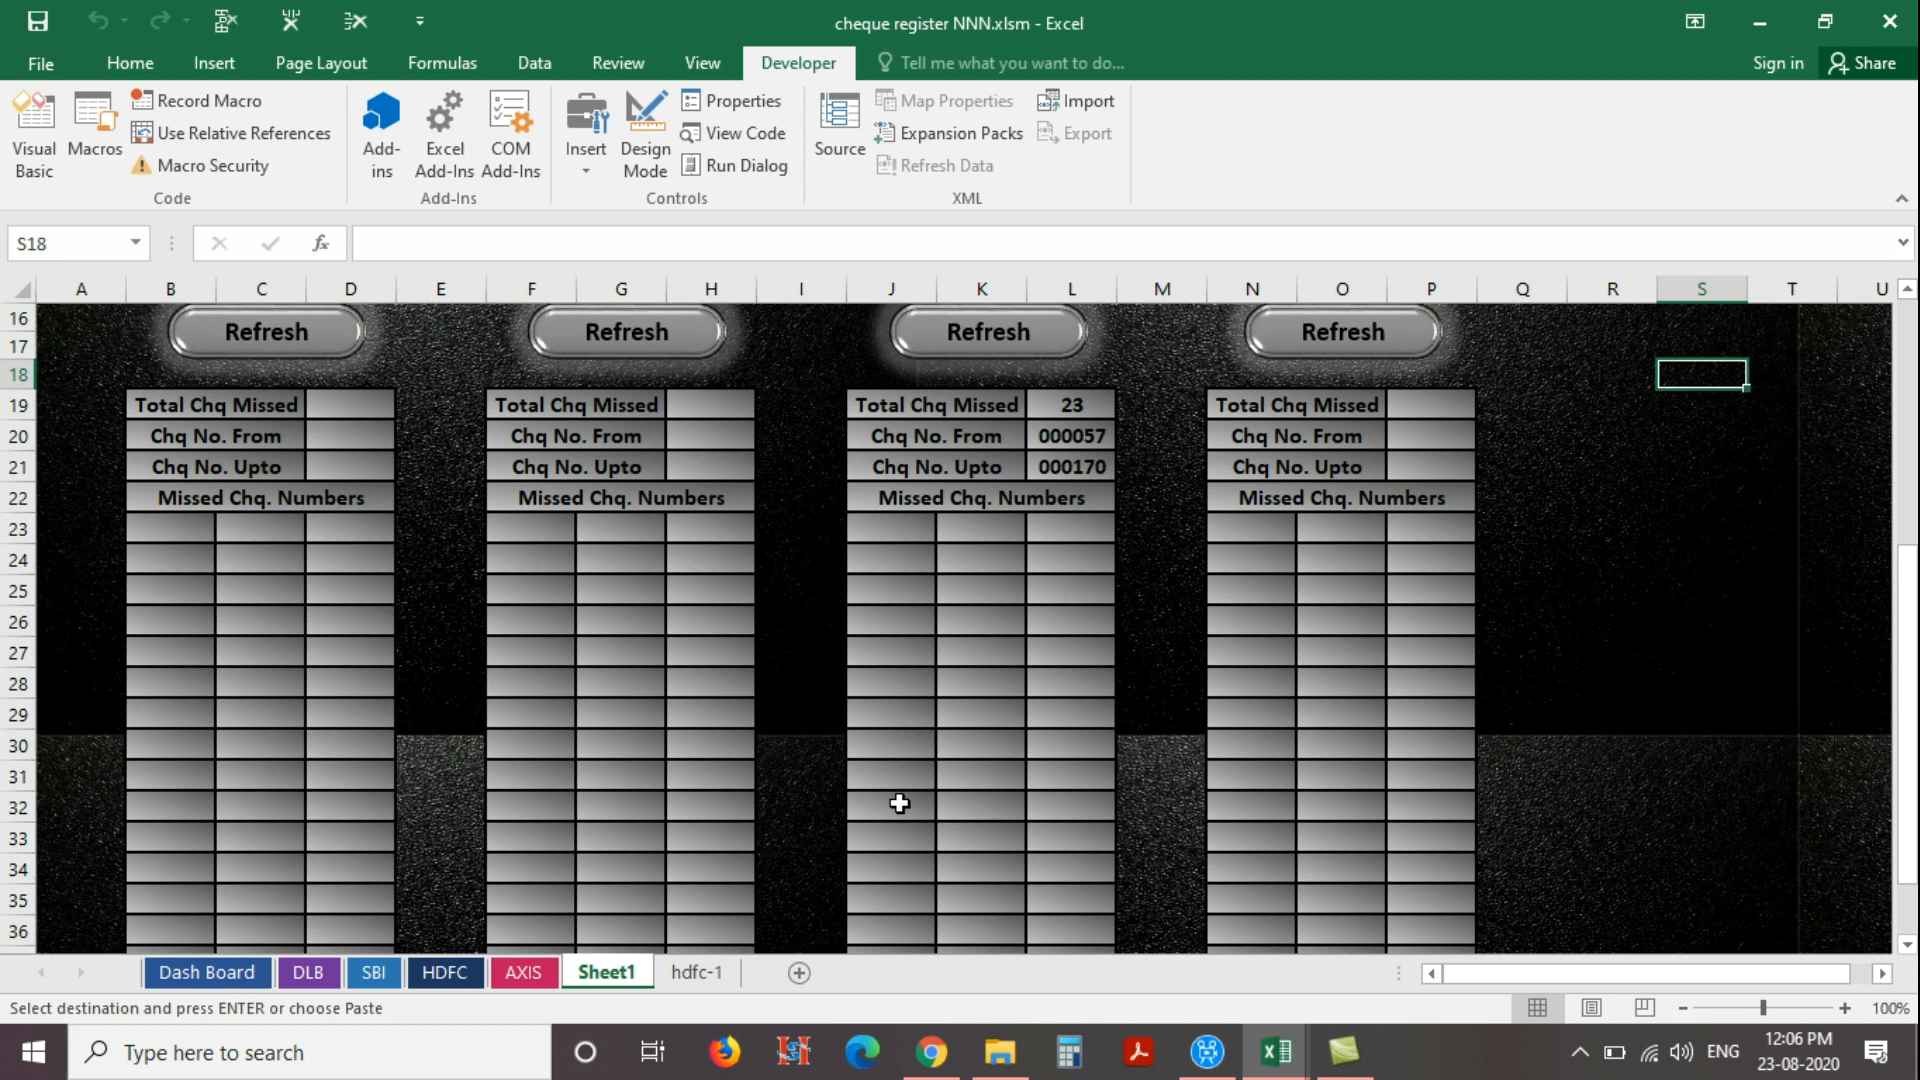 cheque register NNN.xlsm - Excel
File Home Insert Page Layout Formulas Data Review View Developer Tell me what you want to do... Sign in Share
Visual Basic
Macros
Record Macro
Use Relative References
Macro Security
Code
Add-ins
Excel Add-Ins
COM Add-Ins
Add-Ins
Insert
Design Mode
Properties
View Code
Run Dialog
Controls
Source
Map Properties
Expansion Packs
Refresh Data
Import
Export
XML
S18 fx
A B C D E F G H I J K L M N O P Q R S T U
16
Refresh Refresh Refresh Refresh
17
18
19 Total Chq Missed Total Chq Missed Total Chq Missed 23 Total Chq Missed
20 Chq No. From Chq No. From Chq No. From 000057 Chq No. From
21 Chq No. Upto Chq No. Upto Chq No. Upto 000170 Chq No. Upto
22 Missed Chq. Numbers Missed Chq. Numbers Missed Chq. Numbers Missed Chq. Numbers
23
24
25
26
27
28
29
30
31
32
33
34
35
36
Dash Board DLB SBI HDFC AXIS Sheet1 hdfc-1
Select destination and press ENTER or choose Paste 100%
Type here to search ENG 12:06 PM
23-08-2020